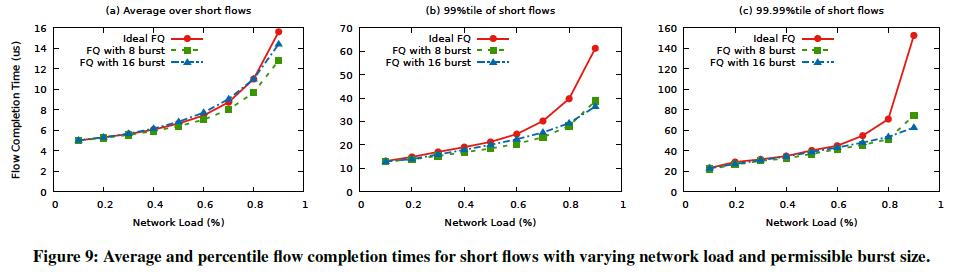 (a) Average over short flows
Flow Completion Time (us)
16
14
12
10
8
6
4
2
0
Ideal FQ
FQ with 8 burst
FQ with 16 burst
0 0.2 0.4 0.6 0.8 1
Network Load (%)
(b) 99%tile of short flows
70
60
50
40
30
20
10
0
Ideal FQ
FQ with 8 burst
FQ with 16 burst
0 0.2 0.4 0.6 0.8 1
Network Load (%)
(c) 99.99%tile of short flows
160
140
120
100
80
60
40
20
0
Ideal FQ
FQ with 8 burst
FQ with 16 burst
0 0.2 0.4 0.6 0.8 1
Network Load (%)
Figure 9: Average and percentile flow completion times for short flows with varying network load and permissible burst size.